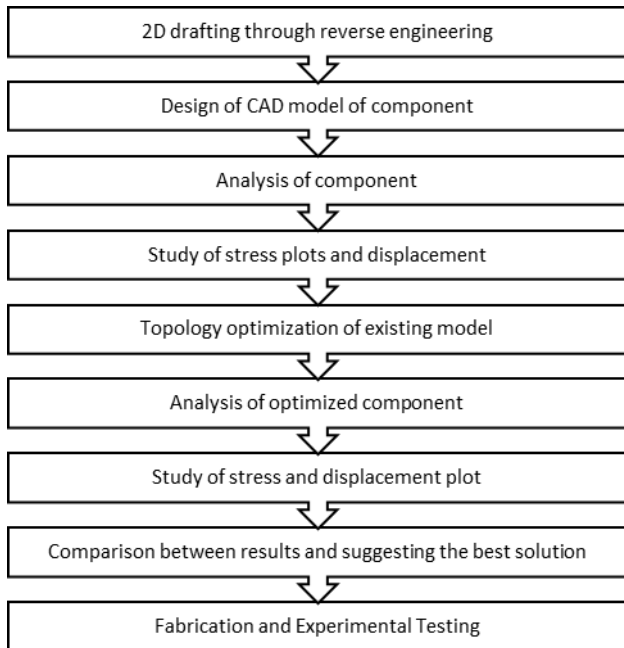 2D drafting through reverse engineering
Design of CAD model of component
Analysis of component
Study of stress plots and displacement
Topology optimization of existing model
Analysis of optimized component
Study of stress and displacement plot
Comparison between results and suggesting the best solution
Fabrication and Experimental Testing